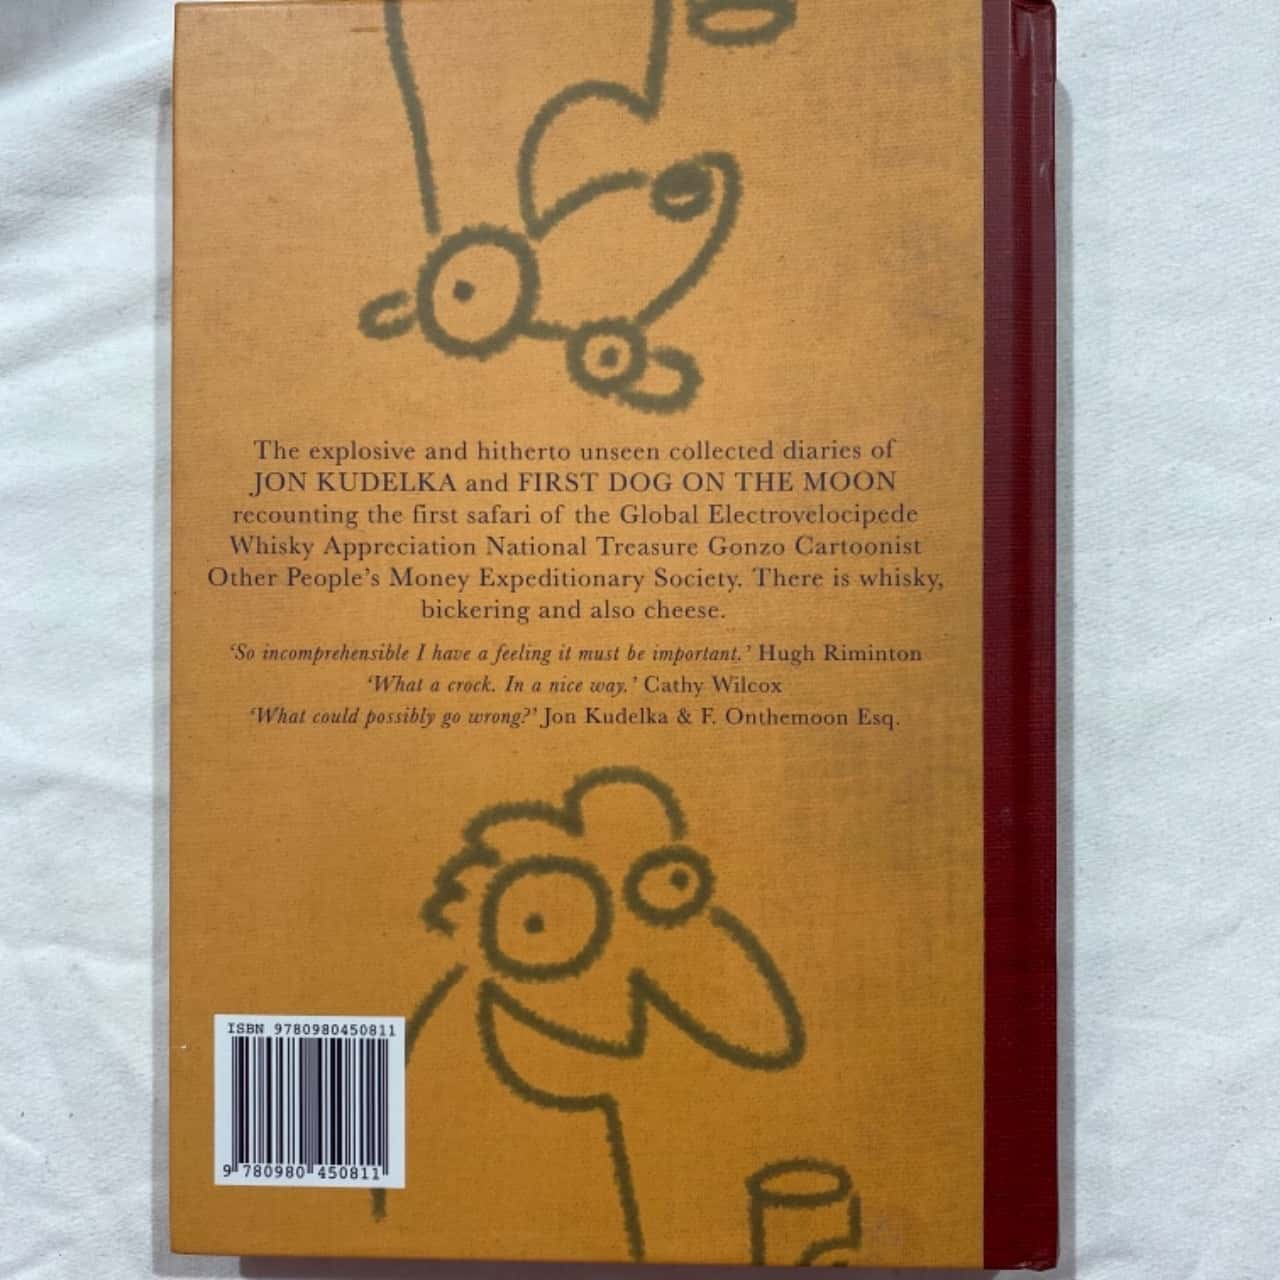 The explosive and hitherto unseen collected diaries of
JON KUDELKA and FIRST DOG ON THE MOON
recounting the first safari of the Global Electrovelocipede
Whisky Appreciation National Treasure Gonzo Cartoonist
Other People's Money Expeditionary Society. There is whisky,
bickering and also cheese.
‘So incomprehensible I have a feeling it must be important.’ Hugh Riminton
‘What a crock. In a nice way.’ Cathy Wilcox
‘What could possibly go wrong?’ Jon Kudelka & F. Onthemoon Esq.
ISBN 9780980450811
9 780980 450811